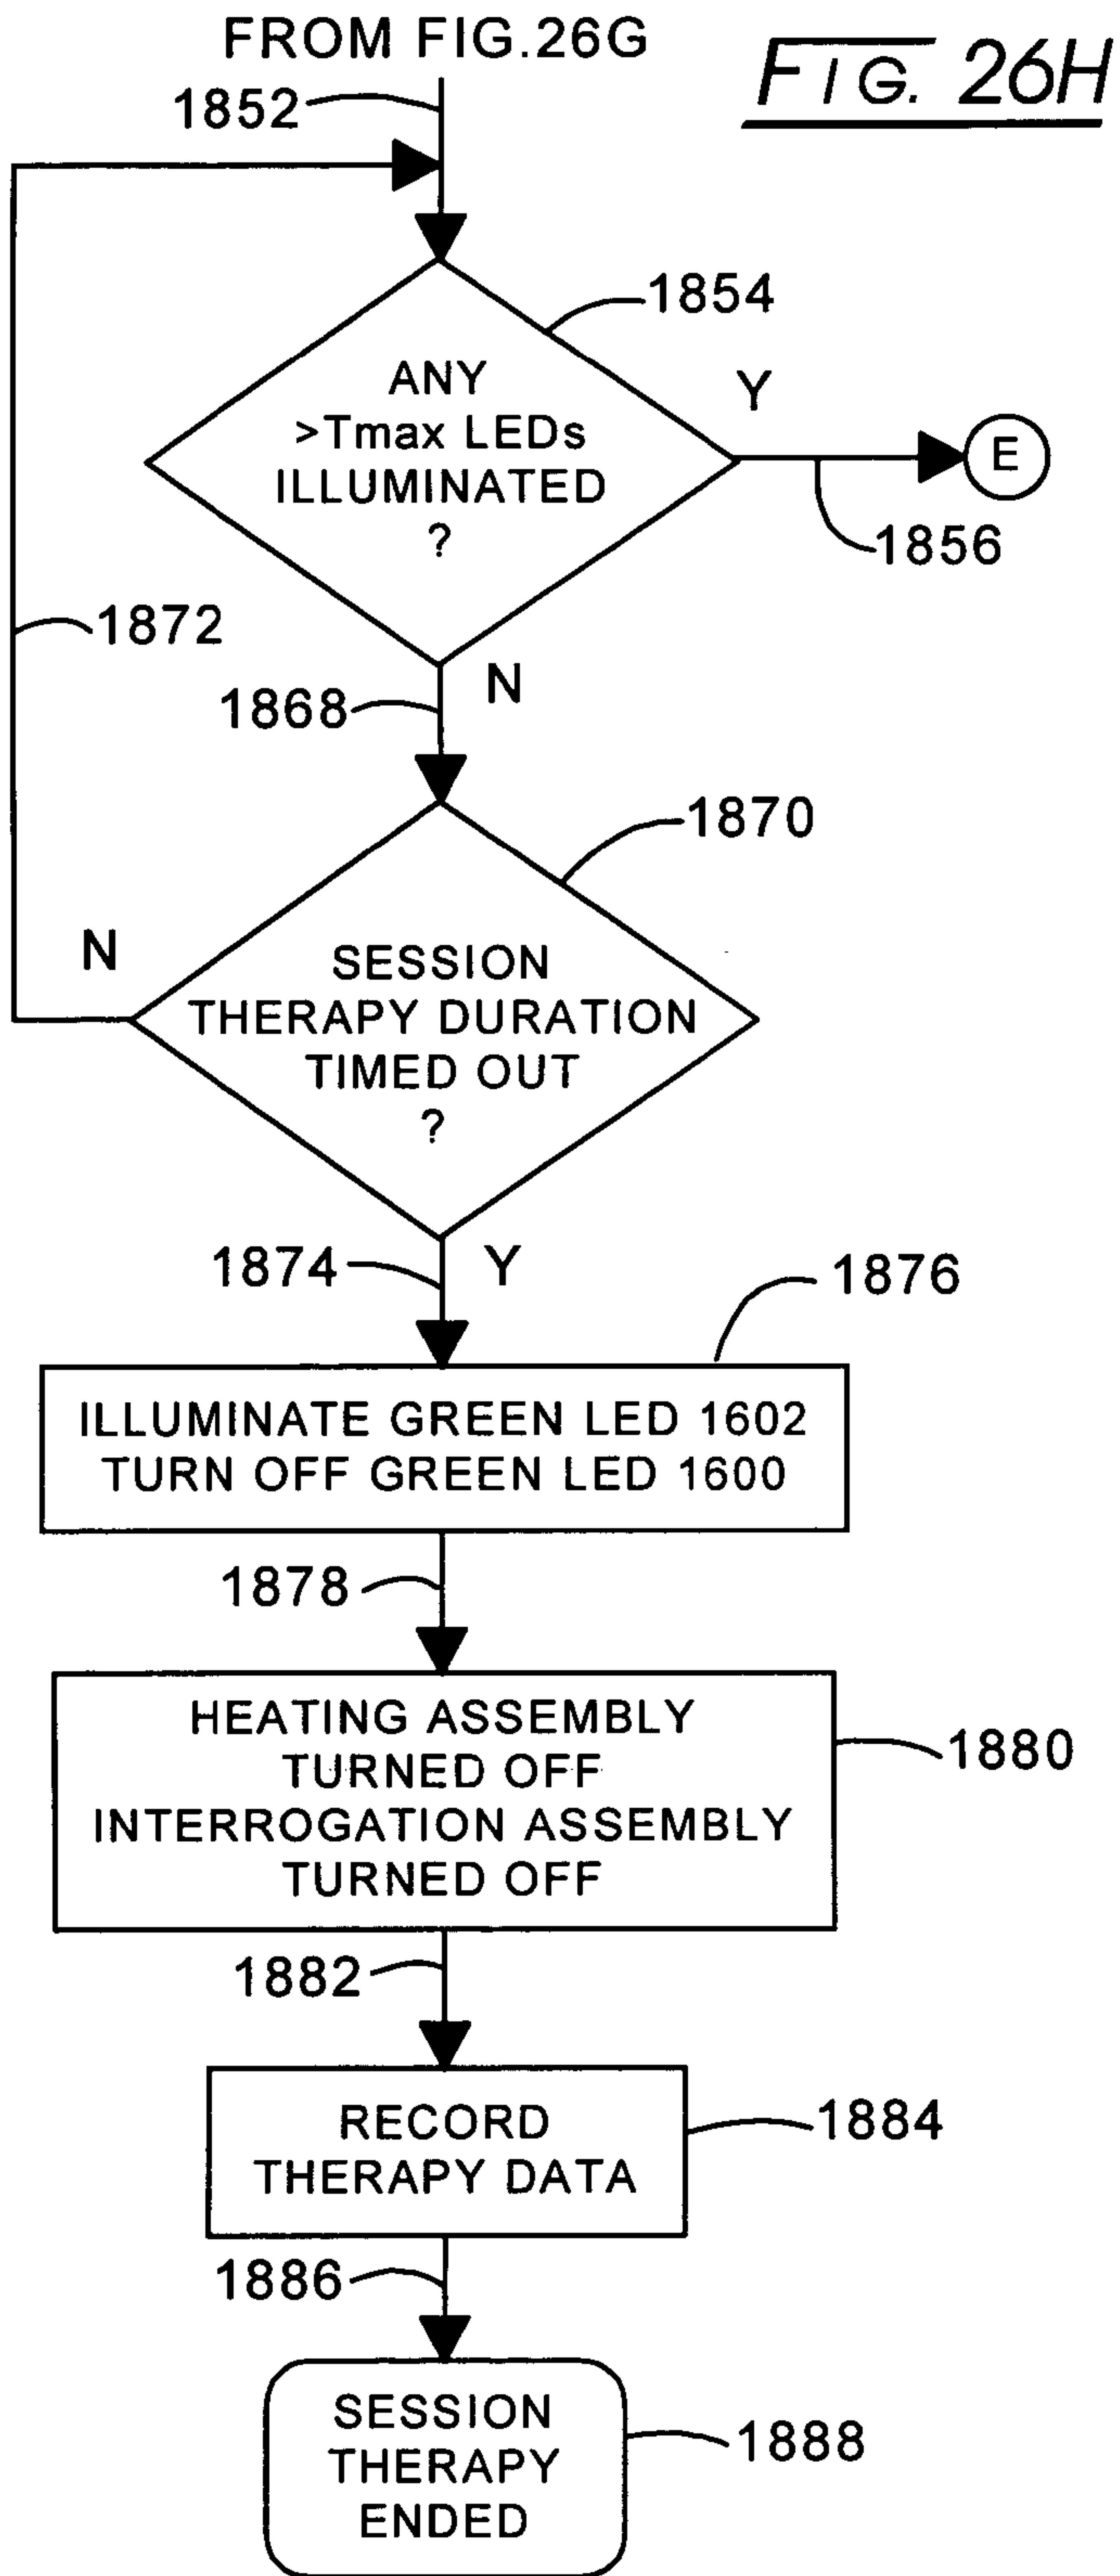 FROM FIG.26G
FIG. 26H
1852
1854
ANY
>Tmax LEDs
ILLUMINATED
?
Y
E
1856
1872
N
1868
1870
N
SESSION
THERAPY DURATION
TIMED OUT
?
1874
Y
1876
ILLUMINATE GREEN LED 1602
TURN OFF GREEN LED 1600
1878
HEATING ASSEMBLY
TURNED OFF
INTERROGATION ASSEMBLY
TURNED OFF
1880
1882
RECORD
THERAPY DATA
1884
1886
SESSION
THERAPY
ENDED
1888